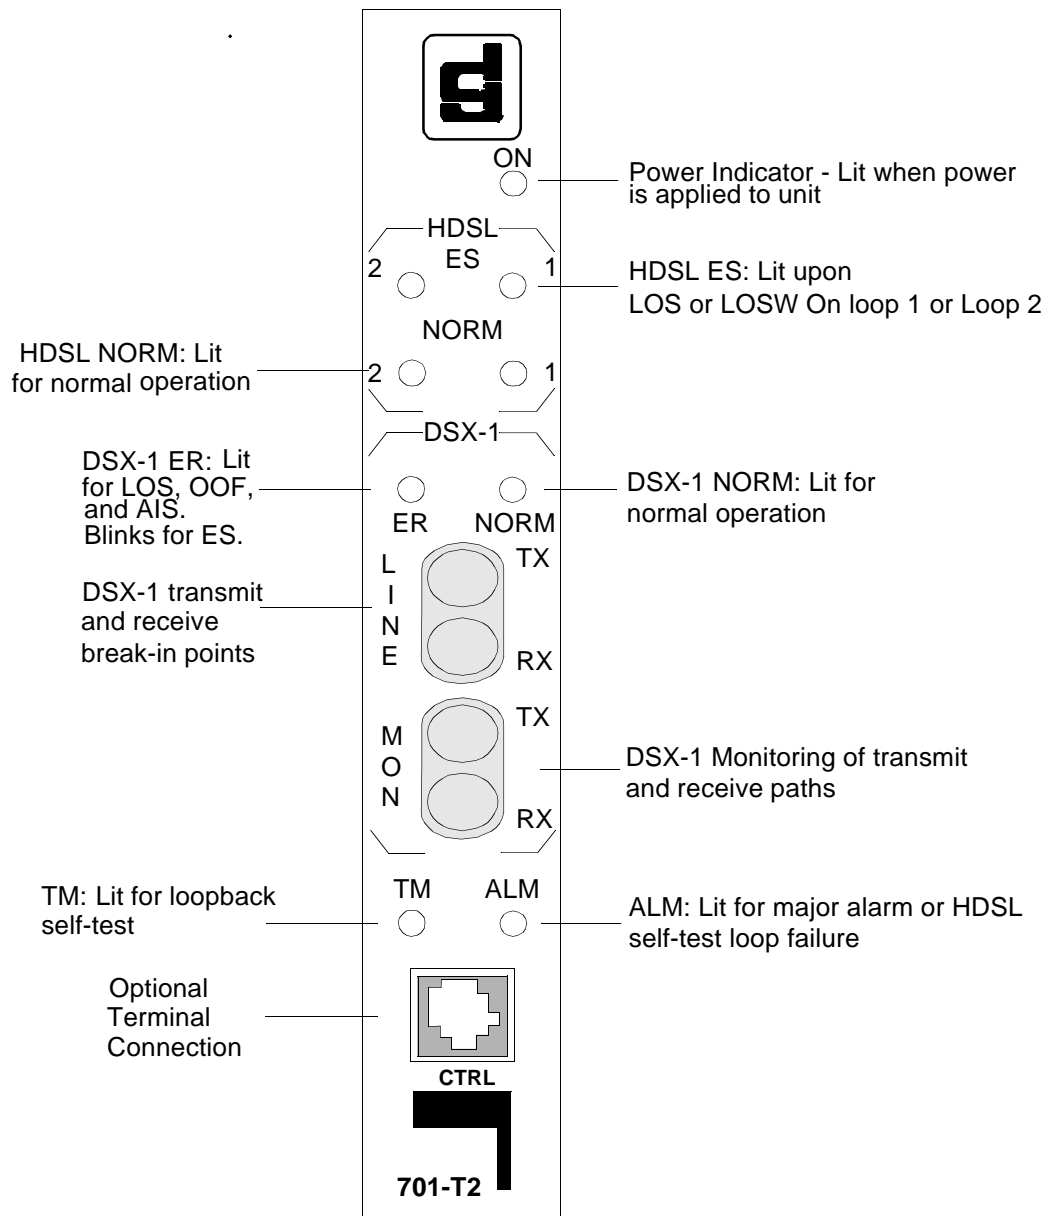 ON
Power Indicator - Lit when power
is applied to unit
HDSL
ES
2
1
HDSL ES: Lit upon
LOS or LOSW On loop 1 or Loop 2
NORM
HDSL NORM: Lit
for normal operation
2
1
DSX-1
DSX-1 ER: Lit
for LOS, OOF,
and AIS.
Blinks for ES.
DSX-1 NORM: Lit for
normal operation
ER
NORM
LINE
TX
RX
DSX-1 transmit
and receive
break-in points
MON
TX
RX
DSX-1 Monitoring of transmit
and receive paths
TM
ALM
TM: Lit for loopback
self-test
ALM: Lit for major alarm or HDSL
self-test loop failure
Optional
Terminal
Connection
CTRL
701-T2